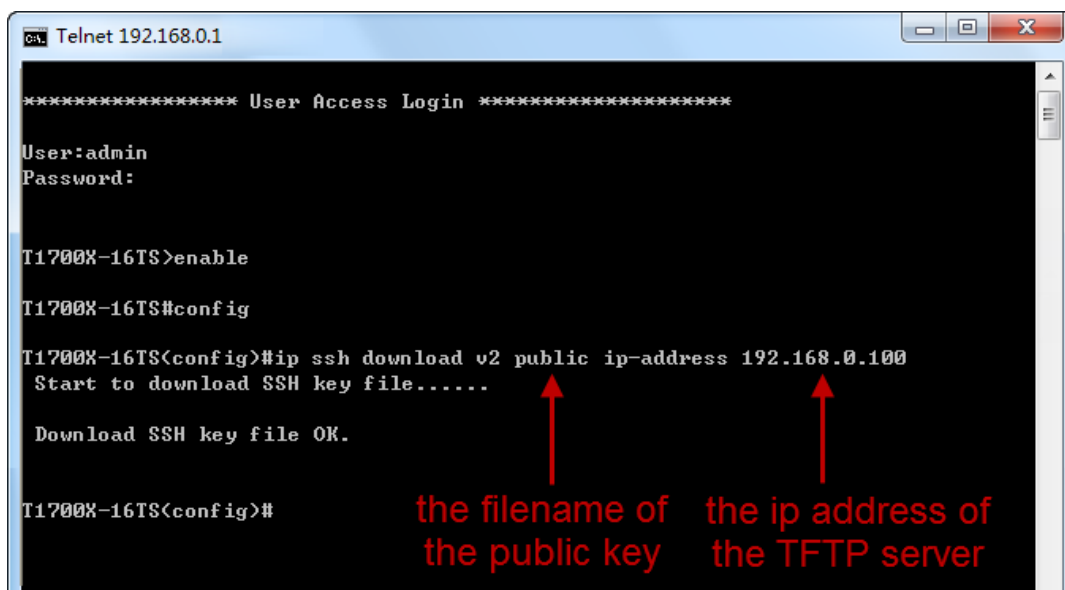 Telnet 192.168.0.1
***************** User Access Login ********************
User:admin
Password:
T1700X-16TS>enable
T1700X-16TS#config
T1700X-16TS(config)#ip ssh download v2 public ip-address 192.168.0.100
Start to download SSH key file......
Download SSH key file OK.
T1700X-16TS(config)#
the filename of
the public key
the ip address of
the TFTP server